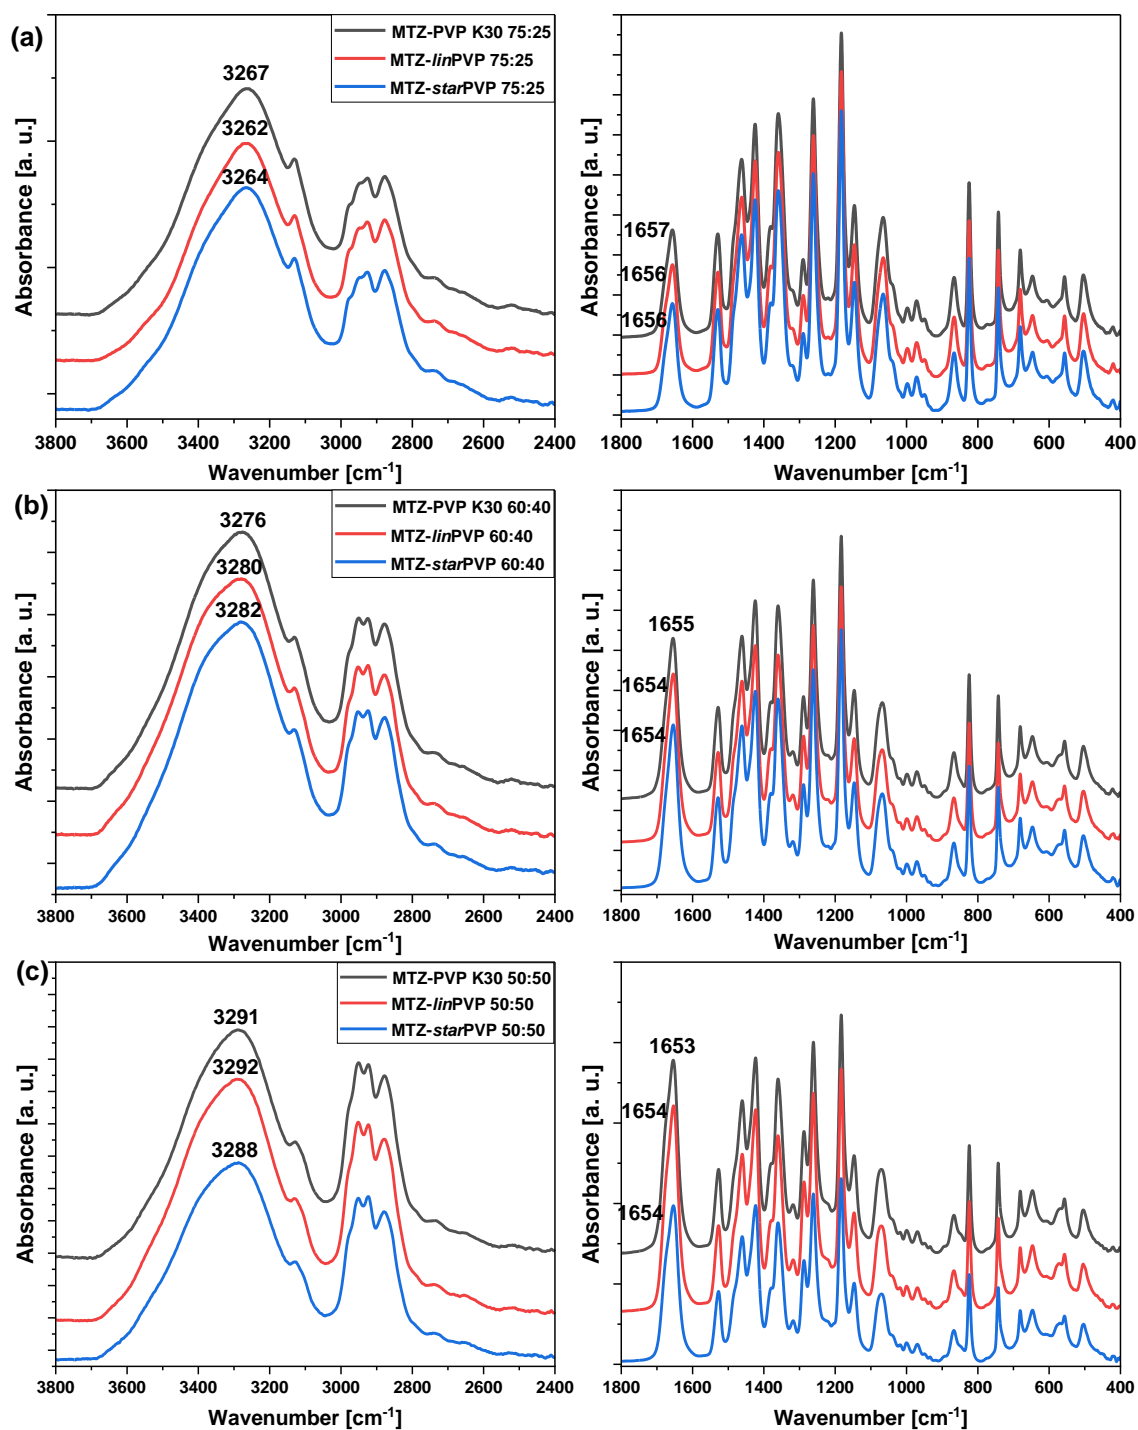 (a)
MTZ-PVP K30 75:25
MTZ-linPVP 75:25
MTZ-starPVP 75:25
3267
3262
3264
Absorbance [a. u.]
3800 3600 3400 3200 3000 2800 2600 2400
Wavenumber [cm-1]
1657
1656
1656
Absorbance [a. u.]
1800 1600 1400 1200 1000 800 600 400
Wavenumber [cm-1]
(b)
MTZ-PVP K30 60:40
MTZ-linPVP 60:40
MTZ-starPVP 60:40
3276
3280
3282
Absorbance [a. u.]
3800 3600 3400 3200 3000 2800 2600 2400
Wavenumber [cm-1]
1655
1654
1654
Absorbance [a. u.]
1800 1600 1400 1200 1000 800 600 400
Wavenumber [cm-1]
(c)
MTZ-PVP K30 50:50
MTZ-linPVP 50:50
MTZ-starPVP 50:50
3291
3292
3288
Absorbance [a. u.]
3800 3600 3400 3200 3000 2800 2600 2400
Wavenumber [cm-1]
1653
1654
1654
Absorbance [a. u.]
1800 1600 1400 1200 1000 800 600 400
Wavenumber [cm-1]